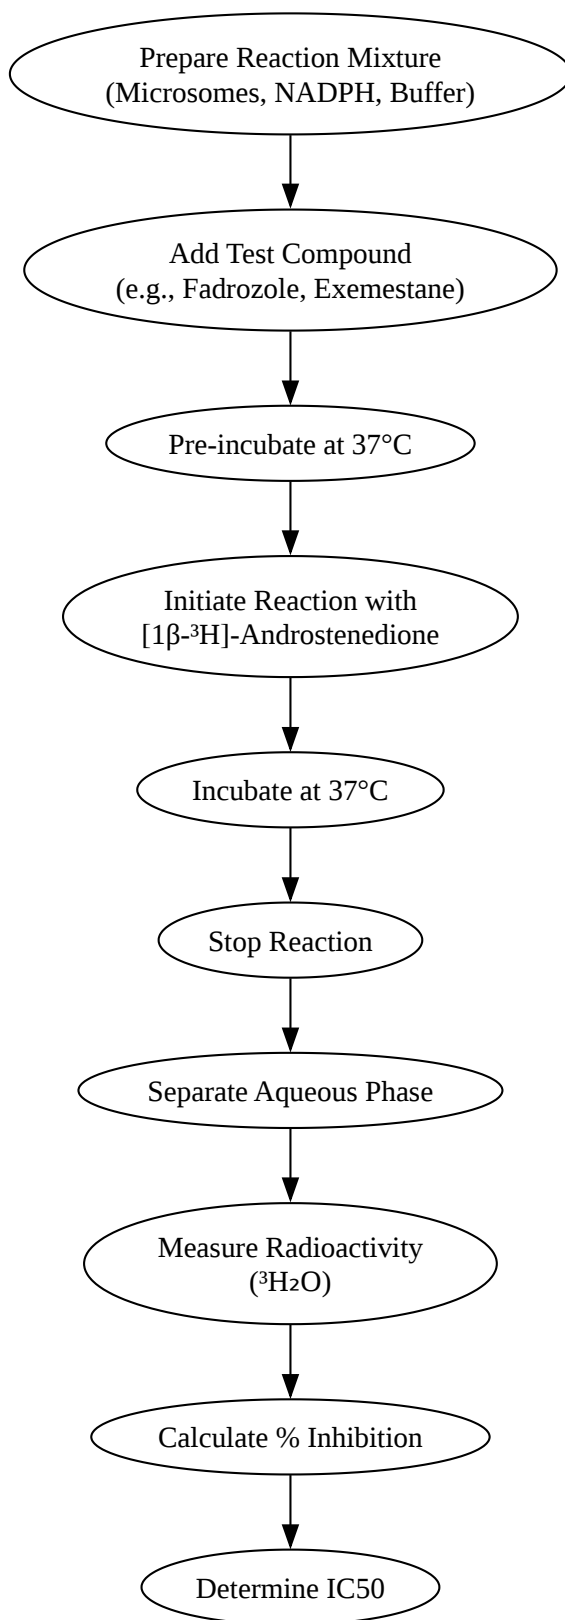 Prepare Reaction Mixture
(Microsomes, NADPH, Buffer)
Add Test Compound
(e.g., Fadrozole, Exemestane)
Pre-incubate at 37°C
Initiate Reaction with
[1β-³H]-Androstenedione
Incubate at 37°C
Stop Reaction
Separate Aqueous Phase
Measure Radioactivity
(³H₂O)
Calculate % Inhibition
Determine IC50